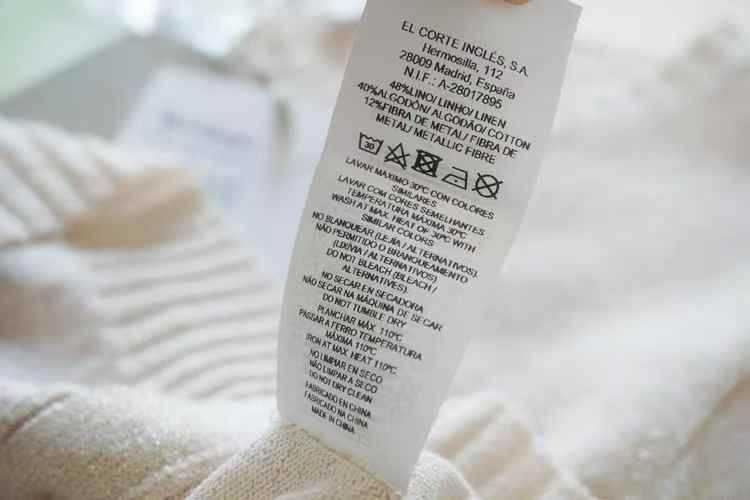 EL CORTE INGLÉS, S.A.
Hermosilla, 112
28009 Madrid, España
N.I.F.: A-28017895
48%LINO/ LINHO/ LINEN
40%ALGODÓN/ ALGODÃO/ COTTON
12%FIBRA DE METAL/ FIBRA DE
METAL/ METALLIC FIBRE
30
LAVAR MAXIMO 30ºC CON COLORES
SIMILARES
LAVAR COM CORES SEMELHANTES
TEMPERATURA MÁXIMA 30ºC
WASH AT MAX. HEAT OF 30ºC WITH
SIMILAR COLORS
NO BLANQUEAR (LEJÍA / ALTERNATIVOS).
NÃO PERMITIDO O BRANQUEAMENTO
(LIXÍVIA / ALTERNATIVOS)
DO NOT BLEACH (BLEACH /
ALTERNATIVES).
NO SECAR EN SECADORA
NÃO SECAR NA MÁQUINA DE SECAR
DO NOT TUMBLE DRY
PLANCHAR MÁX. 110ºC
PASSAR A FERRO TEMPERATURA
MÁXIMA 110ºC
IRON AT MAX. HEAT 110ºC
NO LIMPIAR EN SECO
NÃO LIMPAR A SECO
DO NOT DRY CLEAN
FABRICADO EN CHINA
FABRICADO NA CHINA
MADE IN CHINA